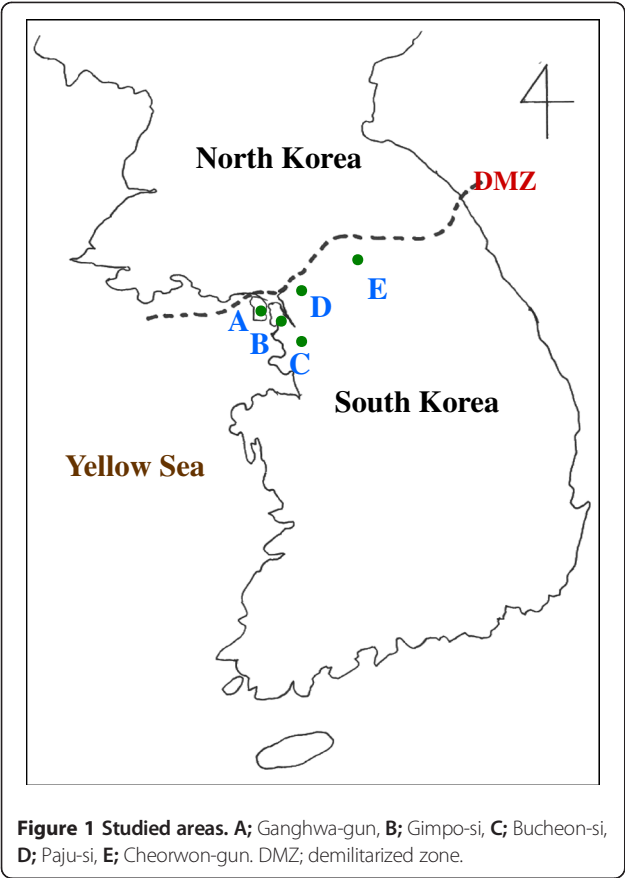 North Korea
DMZ
E
D
A
B
C
South Korea
Yellow Sea
Figure 1 Studied areas. A; Ganghwa-gun, B; Gimpo-si, C; Bucheon-si,
D; Paju-si, E; Cheorwon-gun. DMZ; demilitarized zone.